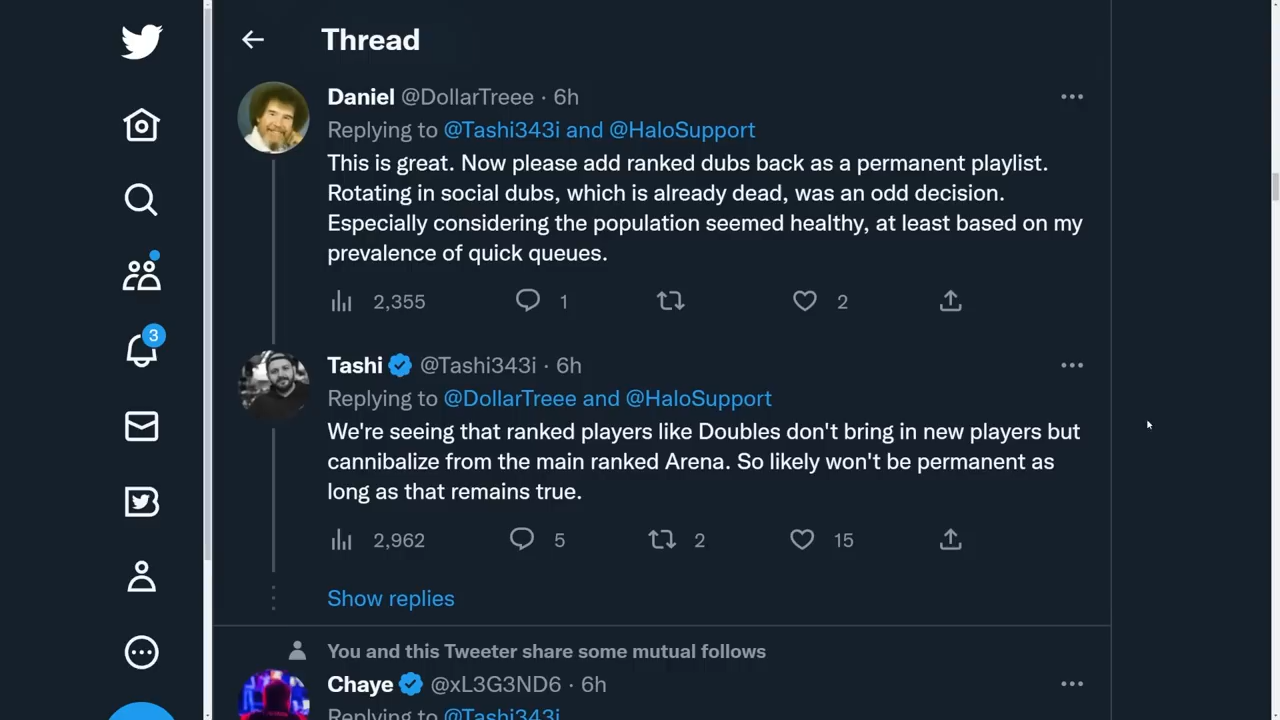 Thread
Daniel @DollarTreee · 6h
Replying to @Tashi343i and @HaloSupport
This is great. Now please add ranked dubs back as a permanent playlist.
Rotating in social dubs, which is already dead, was an odd decision.
Especially considering the population seemed healthy, at least based on my
prevalence of quick queues.
2,355 1 2
3
Tashi @Tashi343i · 6h
Replying to @DollarTreee and @HaloSupport
We're seeing that ranked players like Doubles don't bring in new players but
cannibalize from the main ranked Arena. So likely won't be permanent as
long as that remains true.
2,962 5 2 15
Show replies
You and this Tweeter share some mutual follows
Chaye @xL3G3ND6 · 6h
Replying to @Tashi343i